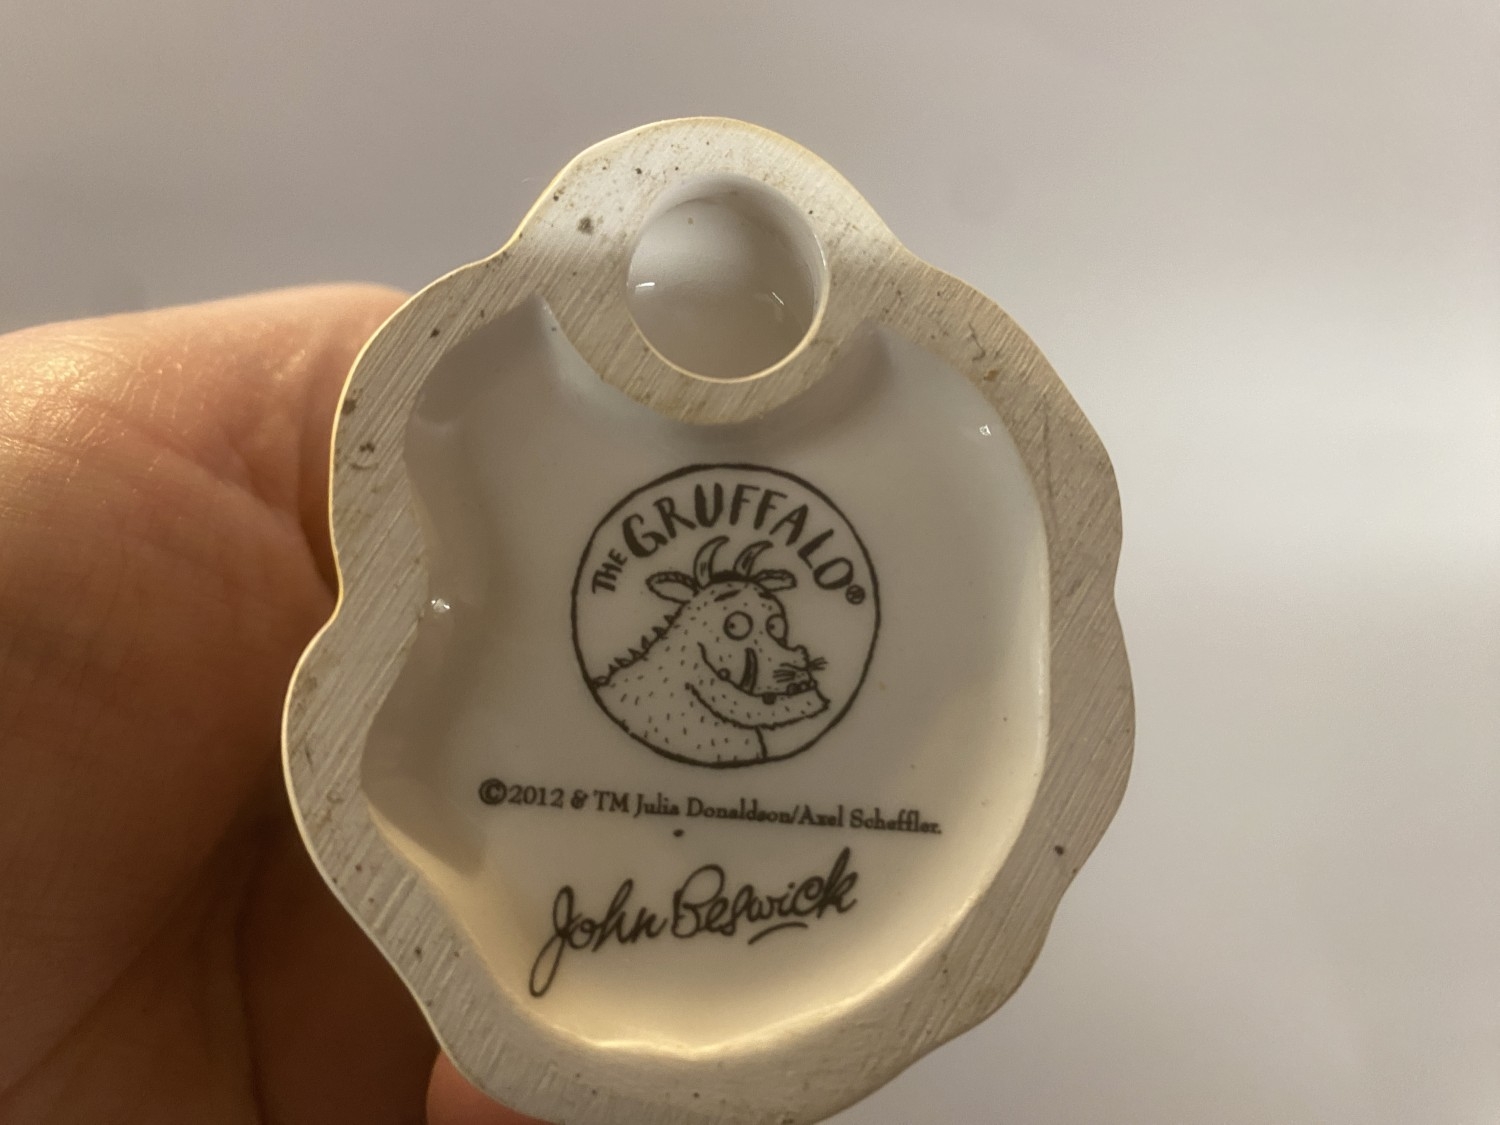 THE GRUFFALO®
©2012 & TM Julia Donaldson/Axel Scheffler.
John Beswick